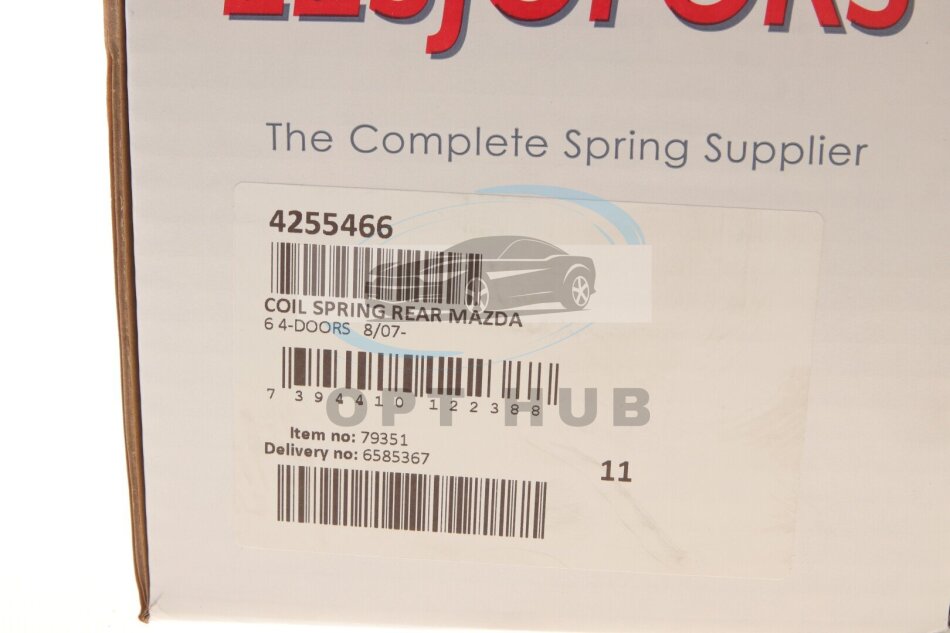 LESJÖFORS
The Complete Spring Supplier
4255466
COIL SPRING REAR MAZDA
6 4-DOORS 8/07-
7 394410 122388
OPT HUB
Item no: 79351
Delivery no: 6585367
11